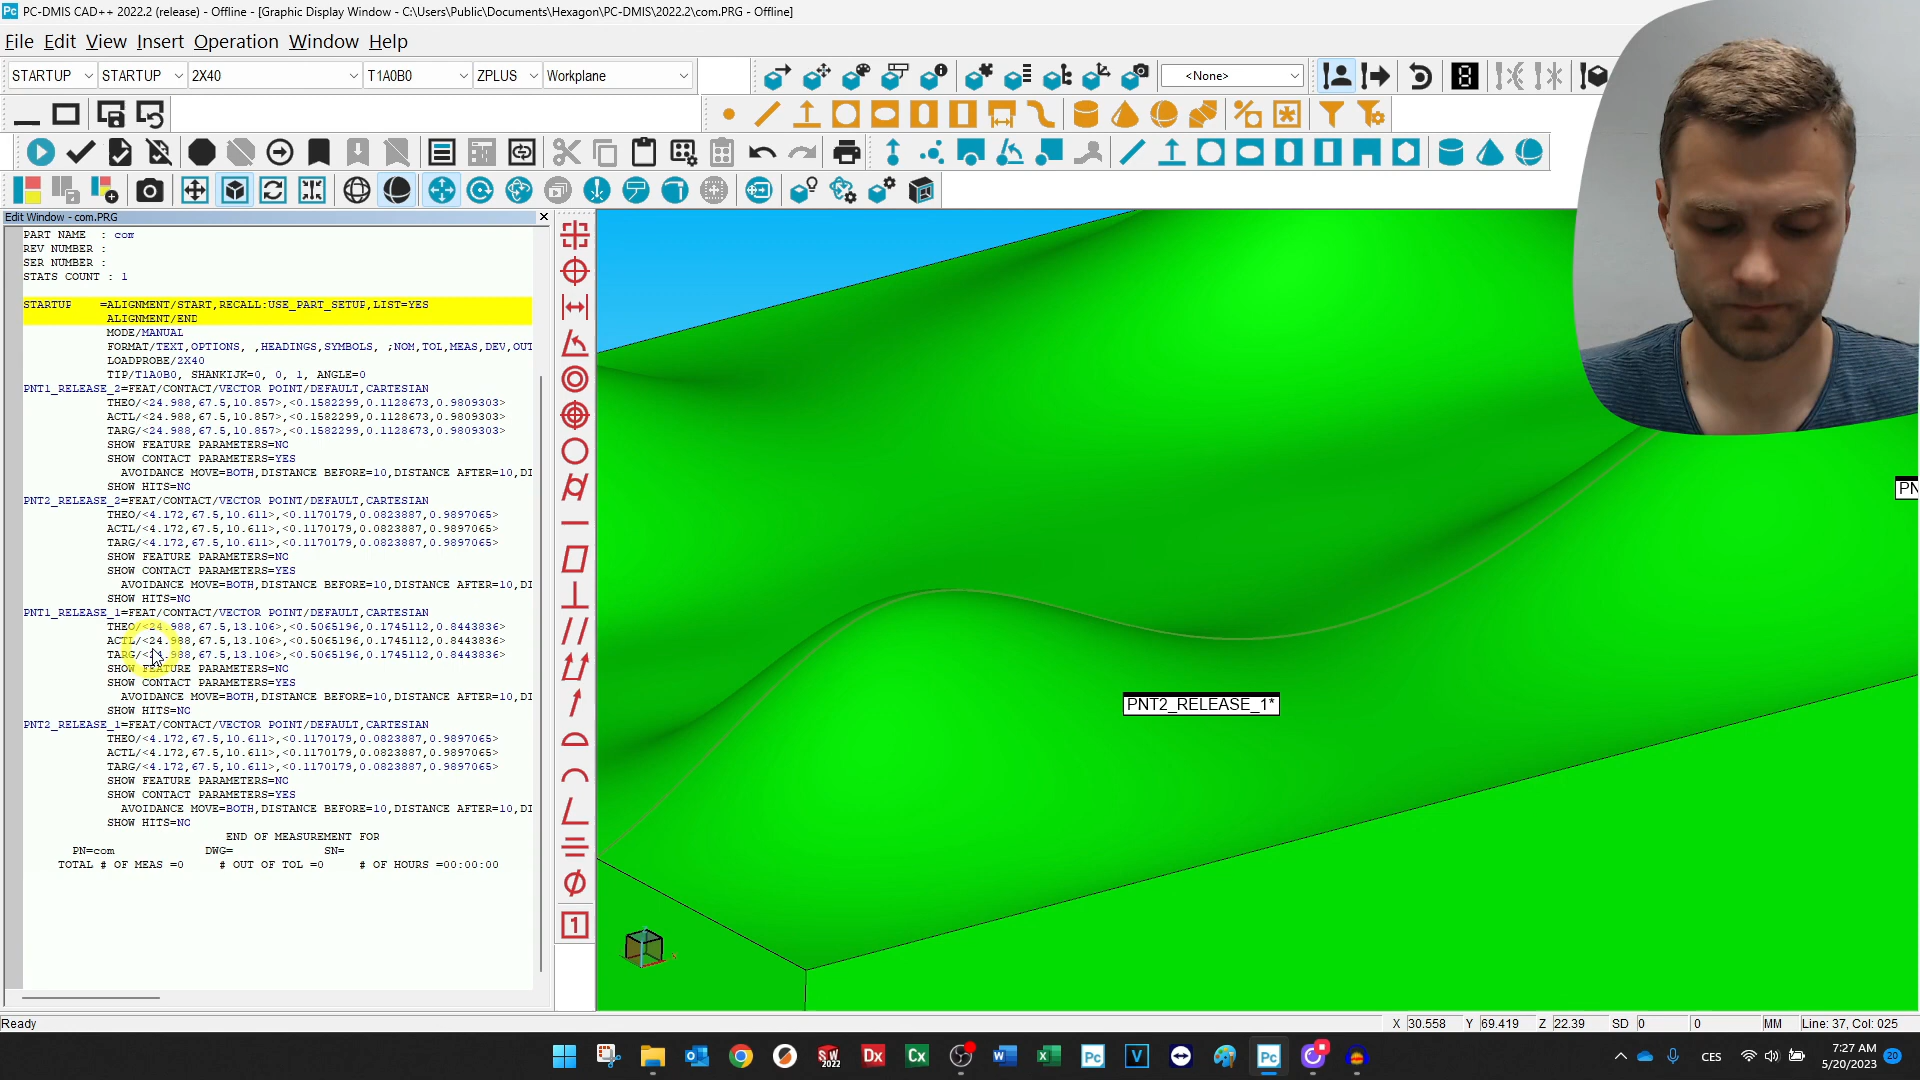 PC-DMIS CAD++ 2022.2 (release) - Offline - [Graphic Display Window - C:\Users\Public\Documents\Hexagon\PC-DMIS\2022.2\com.PRG - Offline]
File Edit View Insert Operation Window Help
STARTUP STARTUP 2X40 T1A0B0 ZPLUS Workplane <None>
Edit Window - com.PRG
PART NAME : com
REV NUMBER :
SER NUMBER :
STATS COUNT : 1
STARTUP =ALIGNMENT/START,RECALL:USE_PART_SETUP,LIST=YES
ALIGNMENT/END
MODE/MANUAL
FORMAT/TEXT,OPTIONS, ,HEADINGS,SYMBOLS, ;NOM,TOL,MEAS,DEV,OUT
LOADPROBE/2X40
TIP/T1A0B0, SHANKIJK=0, 0, 1, ANGLE=0
PNT1_RELEASE_2=FEAT/CONTACT/VECTOR POINT/DEFAULT,CARTESIAN
THEO/<24.988,67.5,10.857>,<0.1582299,0.1128673,0.9809303>
ACTL/<24.988,67.5,10.857>,<0.1582299,0.1128673,0.9809303>
TARG/<24.988,67.5,10.857>,<0.1582299,0.1128673,0.9809303>
SHOW FEATURE PARAMETERS=NO
SHOW CONTACT PARAMETERS=YES
AVOIDANCE MOVE=BOTH,DISTANCE BEFORE=10,DISTANCE AFTER=10,DI
SHOW HITS=NO
PNT2_RELEASE_2=FEAT/CONTACT/VECTOR POINT/DEFAULT,CARTESIAN
THEO/<4.172,67.5,10.611>,<0.1170179,0.0823887,0.9897065>
ACTL/<4.172,67.5,10.611>,<0.1170179,0.0823887,0.9897065>
TARG/<4.172,67.5,10.611>,<0.1170179,0.0823887,0.9897065>
SHOW FEATURE PARAMETERS=NO
SHOW CONTACT PARAMETERS=YES
AVOIDANCE MOVE=BOTH,DISTANCE BEFORE=10,DISTANCE AFTER=10,DI
SHOW HITS=NO
PNT1_RELEASE_1=FEAT/CONTACT/VECTOR POINT/DEFAULT,CARTESIAN
THEO/<24.988,67.5,13.106>,<0.5065196,0.1745112,0.8443836>
ACTL/<24.988,67.5,13.106>,<0.5065196,0.1745112,0.8443836>
TARG/<24.988,67.5,13.106>,<0.5065196,0.1745112,0.8443836>
SHOW FEATURE PARAMETERS=NO
SHOW CONTACT PARAMETERS=YES
AVOIDANCE MOVE=BOTH,DISTANCE BEFORE=10,DISTANCE AFTER=10,DI
SHOW HITS=NO
PNT2_RELEASE_1=FEAT/CONTACT/VECTOR POINT/DEFAULT,CARTESIAN
THEO/<4.172,67.5,10.611>,<0.1170179,0.0823887,0.9897065>
ACTL/<4.172,67.5,10.611>,<0.1170179,0.0823887,0.9897065>
TARG/<4.172,67.5,10.611>,<0.1170179,0.0823887,0.9897065>
SHOW FEATURE PARAMETERS=NO
SHOW CONTACT PARAMETERS=YES
AVOIDANCE MOVE=BOTH,DISTANCE BEFORE=10,DISTANCE AFTER=10,DI
SHOW HITS=NO
END OF MEASUREMENT FOR
PN=com DWG= SN=
TOTAL # OF MEAS =0 # OUT OF TOL =0 # OF HOURS =00:00:00
PN
PNT2_RELEASE_1*
Ready X 30.558 Y 69.419 Z 22.39 SD 0 0 MM Line: 37, Col: 025
CES 7:27 AM
5/20/2023 20